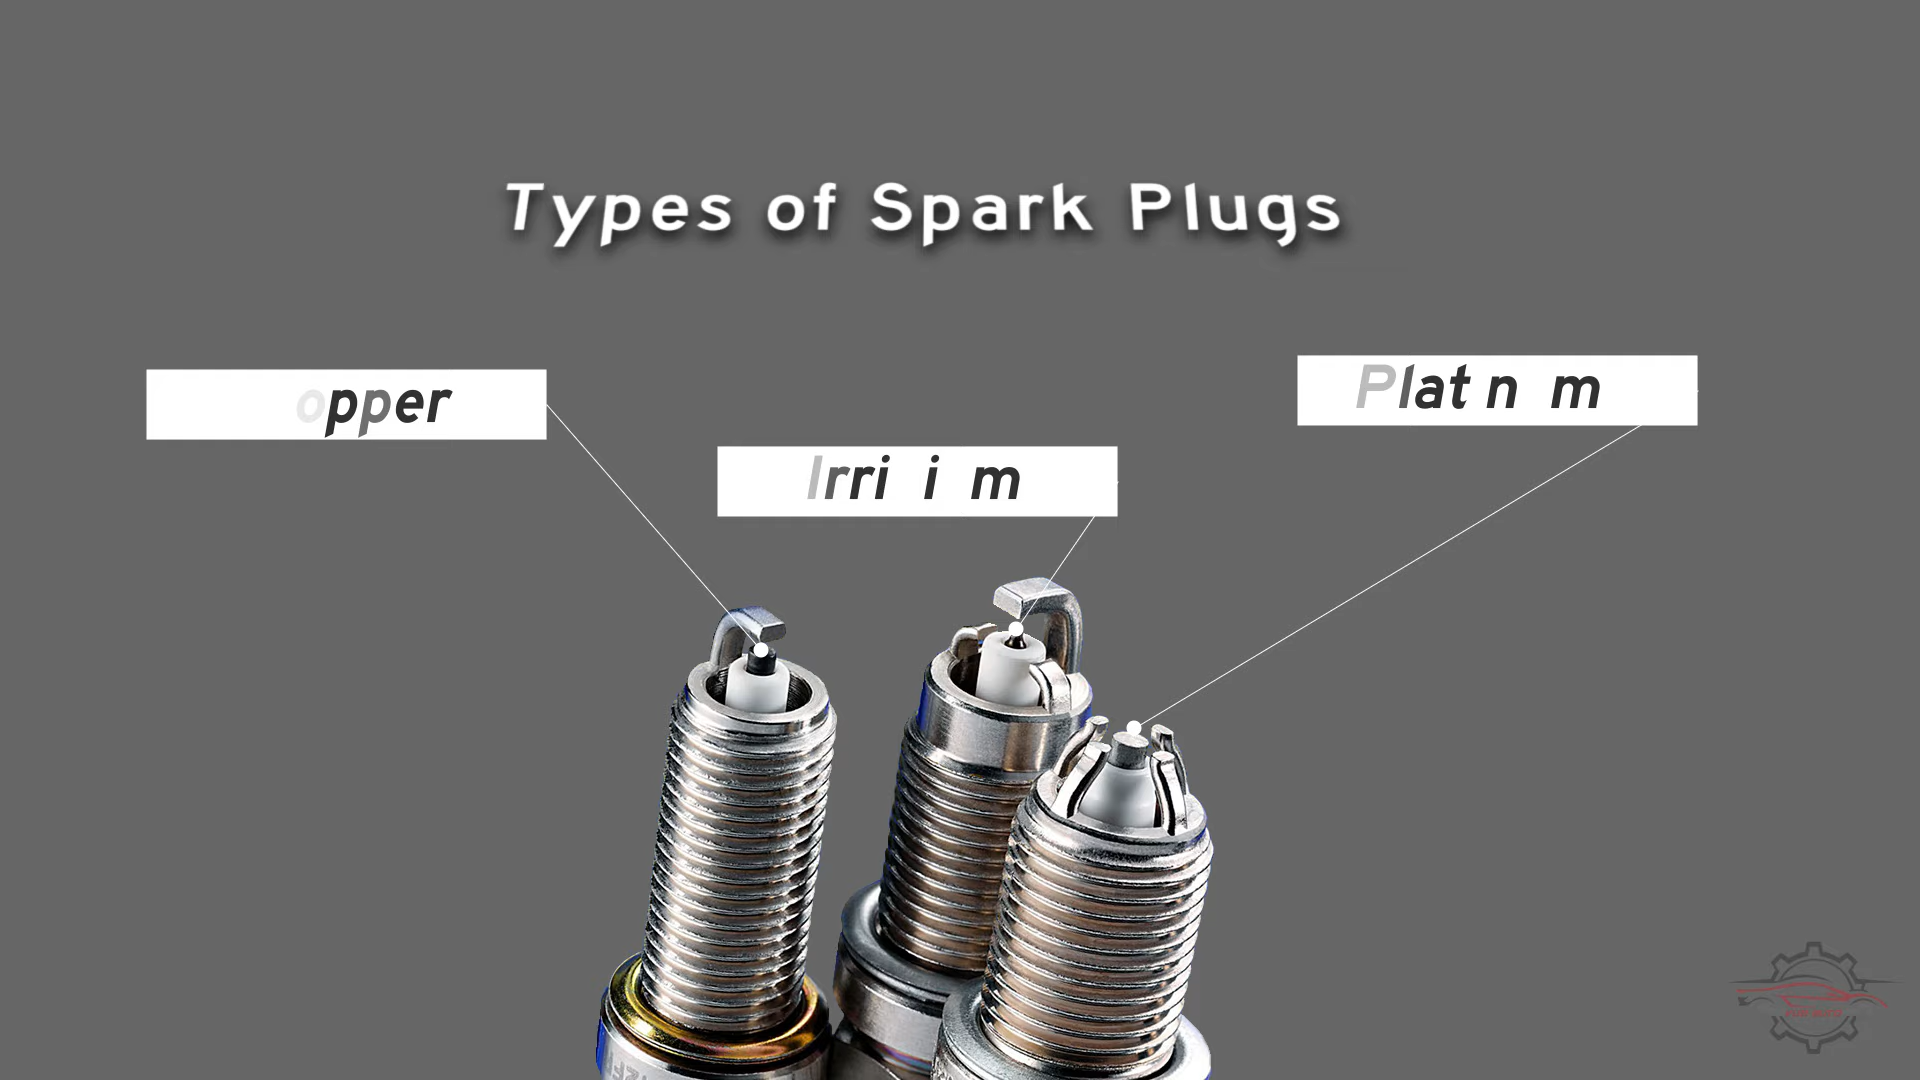 Types of Spark Plugs
opper
Irri i m
Plat n m